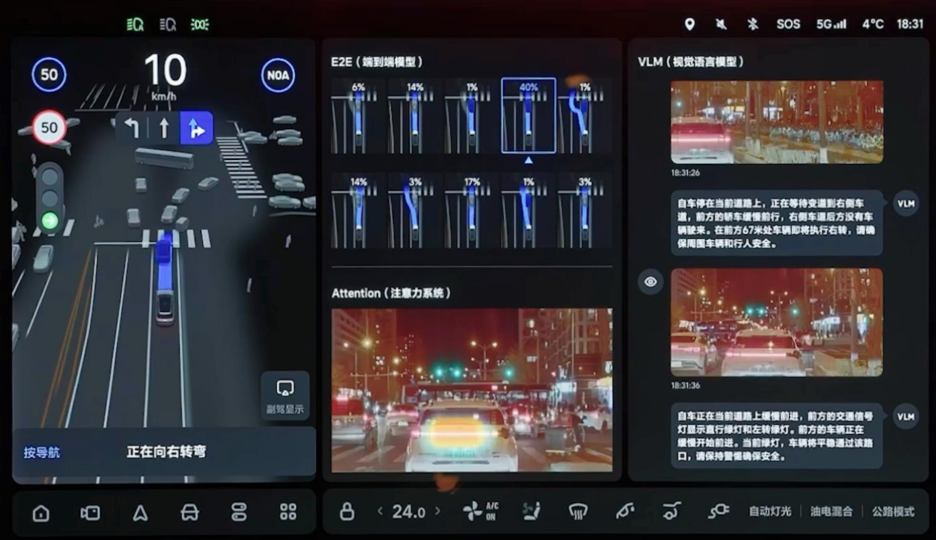 SOS 5G 4°C 18:31
50
10
km/h
NOA
50
副驾显示
按导航
正在向右转弯
E2E（端到端模型）
6% 14% 1% 40% 1%
14% 3% 17% 1% 3%
Attention（注意力系统）
VLM（视觉语言模型）
18:31:26
自车停在当前道路上，正在等待变道到右侧车
道，前方的轿车缓慢前行，右侧车道后方没有车
辆驶来。在前方67米处车辆即将执行右转，请确
保周围车辆和行人安全。
VLM
18:31:36
自车正在当前道路上缓慢前进，前方的交通信号
灯显示直行绿灯和左转绿灯。前方的车辆正在
缓慢开始前进。当前绿灯，车辆将平稳通过该路
口，请保持警惕确保安全。
VLM
24.0
A/C
ON
自动灯光
油电混合
公路模式